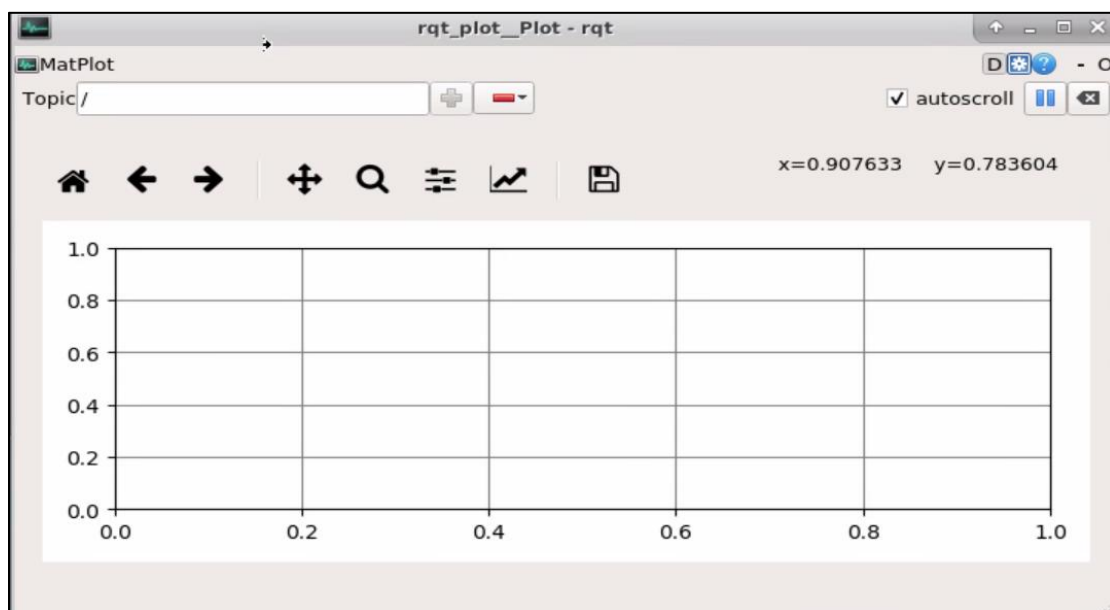 rqt_plot__Plot - rqt
MatPlot D ? - O
Topic / autoscroll
x=0.907633 y=0.783604
1.0
0.8
0.6
0.4
0.2
0.0
0.0 0.2 0.4 0.6 0.8 1.0